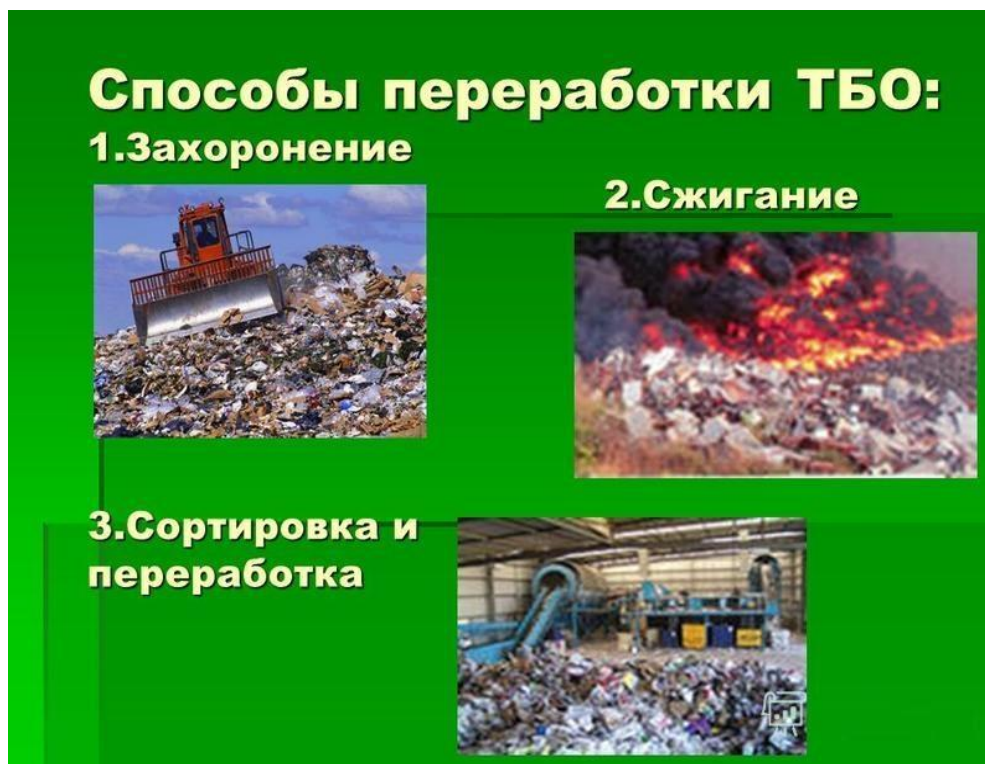 Способы переработки ТБО:
1.Захоронение
2.Сжигание
3.Сортировка и
переработка